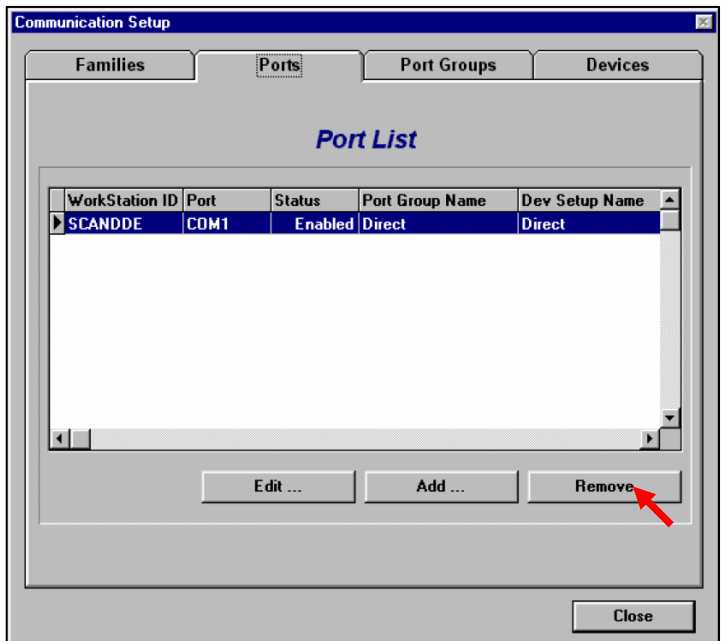 Communication Setup
Families Ports Port Groups Devices
Port List
WorkStation ID Port Status Port Group Name Dev Setup Name
SCANDDE COM1 Enabled Direct Direct
Edit ... Add ... Remove
Close